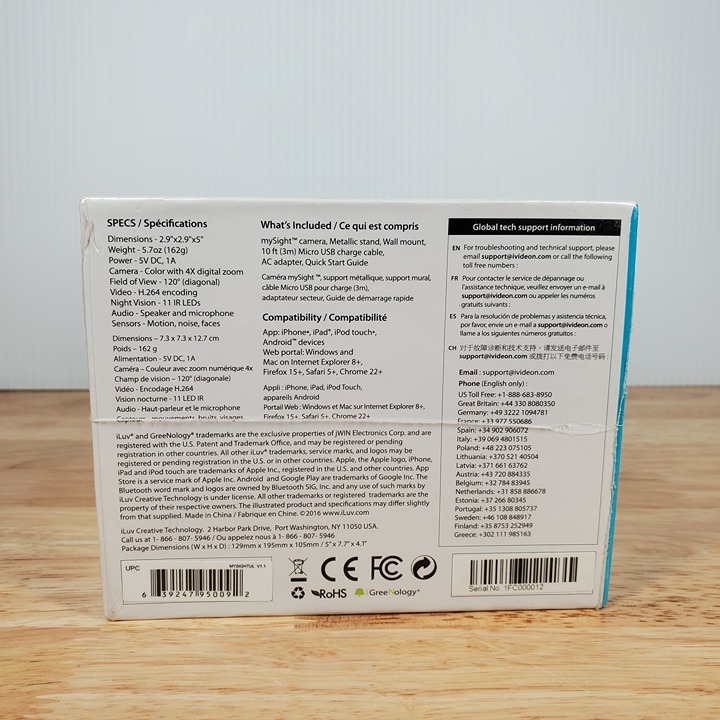 SPECS / Spécifications
Dimensions - 2.9"x2.9"x5"
Weight - 5.7oz (162g)
Power - 5V DC, 1A
Camera - Color with 4X digital zoom
Field of View - 120° (diagonal)
Video - H.264 encoding
Night Vision - 11 IR LEDs
Audio - Speaker and microphone
Sensors - Motion, noise, faces
Dimensions – 7.3 x 7.3 x 12.7 cm
Poids – 162 g
Alimentation - 5V DC, 1A
Caméra – Couleur avec zoom numérique 4x
Champ de vision – 120° (diagonale)
Vidéo - Encodage H.264
Vision nocturne - 11 LED IR
Audio - Haut-parleur et microphone
Capteurs - mouvements, bruits, visages
What's Included / Ce qui est compris
mySight™ camera, Metallic stand, Wall mount,
10 ft (3m) Micro USB charge cable,
AC adapter, Quick Start Guide
Caméra mySight ™, support métallique, support mural,
câble Micro USB pour charge (3m),
adaptateur secteur, Guide de démarrage rapide
Compatibility / Compatibilité
App: iPhone®, iPad®, iPod touch®,
Android™ devices
Web portal: Windows and
Mac on Internet Explorer 8+,
Firefox 15+, Safari 5+, Chrome 22+
Appli : iPhone, iPad, iPod Touch,
appareils Android
Portail Web : Windows et Mac sur Internet Explorer 8+,
Firefox 15+, Safari 5+, Chrome 22+
iLuv® and GreeNology® trademarks are the exclusive properties of jWIN Electronics Corp. and are
registered with the U.S. Patent and Trademark Office, and may be registered or pending
registration in other countries. All other iLuv® trademarks, service marks, and logos may be
registered or pending registration in the U.S. or in other countries. Apple, the Apple logo, iPhone,
iPad and iPod touch are trademarks of Apple Inc., registered in the U.S. and other countries. App
Store is a service mark of Apple Inc. Android and Google Play are trademarks of Google Inc. The
Bluetooth word mark and logos are owned by Bluetooth SIG, Inc. and any use of such marks by
iLuv Creative Technology is under license. All other trademarks or registered trademarks are the
property of their respective owners. The illustrated product and specifications may differ slightly
from that supplied. Made in China / Fabrique en Chine. ©2016 www.iLuv.com
iLuv Creative Technology. 2 Harbor Park Drive, Port Washington, NY 11050 USA.
Call us at 1- 866 - 807- 5946 / Ou appelez nous à 1- 866 - 807- 5946
Package Dimensions (W x H x D) : 129mm x 195mm x 105mm / 5" x 7.7" x 4.1"
UPC
MYSIGHTUL V1.1
6 39247 95009 2
CE FC
RoHS
GreeNology®
Global tech support information
EN For troubleshooting and technical support, please
email support@ivideon.com or call the following
toll free numbers :
FR Pour contacter le service de dépannage ou
l'assistance technique, veuillez envoyer un e-mail à
support@ivideon.com ou appeler les numéros
gratuits suivants :
ES Para la resolución de problemas y asistencia técnica,
por favor, envíe un email a support@ivideon.com o
llame a los siguientes números gratuitos :
CH 对于故障诊断和技术支持，请发送电子邮件至
support@ivideon.com 或拨打以下免费电话号码 :
Email : support@ivideon.com
Phone (English only) :
US Toll Free: +1-888-683-8950
Great Britain: +44 330 8080350
Germany: +49 3222 1094781
France: +33 977 550686
Spain: +34 902 906072
Italy: +39 069 4801515
Poland: +48 223 075105
Lithuania: +370 521 40504
Latvia: +371 661 63762
Austria: +43 720 884335
Belgium: +32 784 83945
Netherlands: +31 858 886678
Estonia: +37 266 80345
Portugal: +35 1308 805737
Sweden: +46 108 848917
Finland: +35 8753 252949
Greece: +302 111 985163
Serial No. 1FC000012